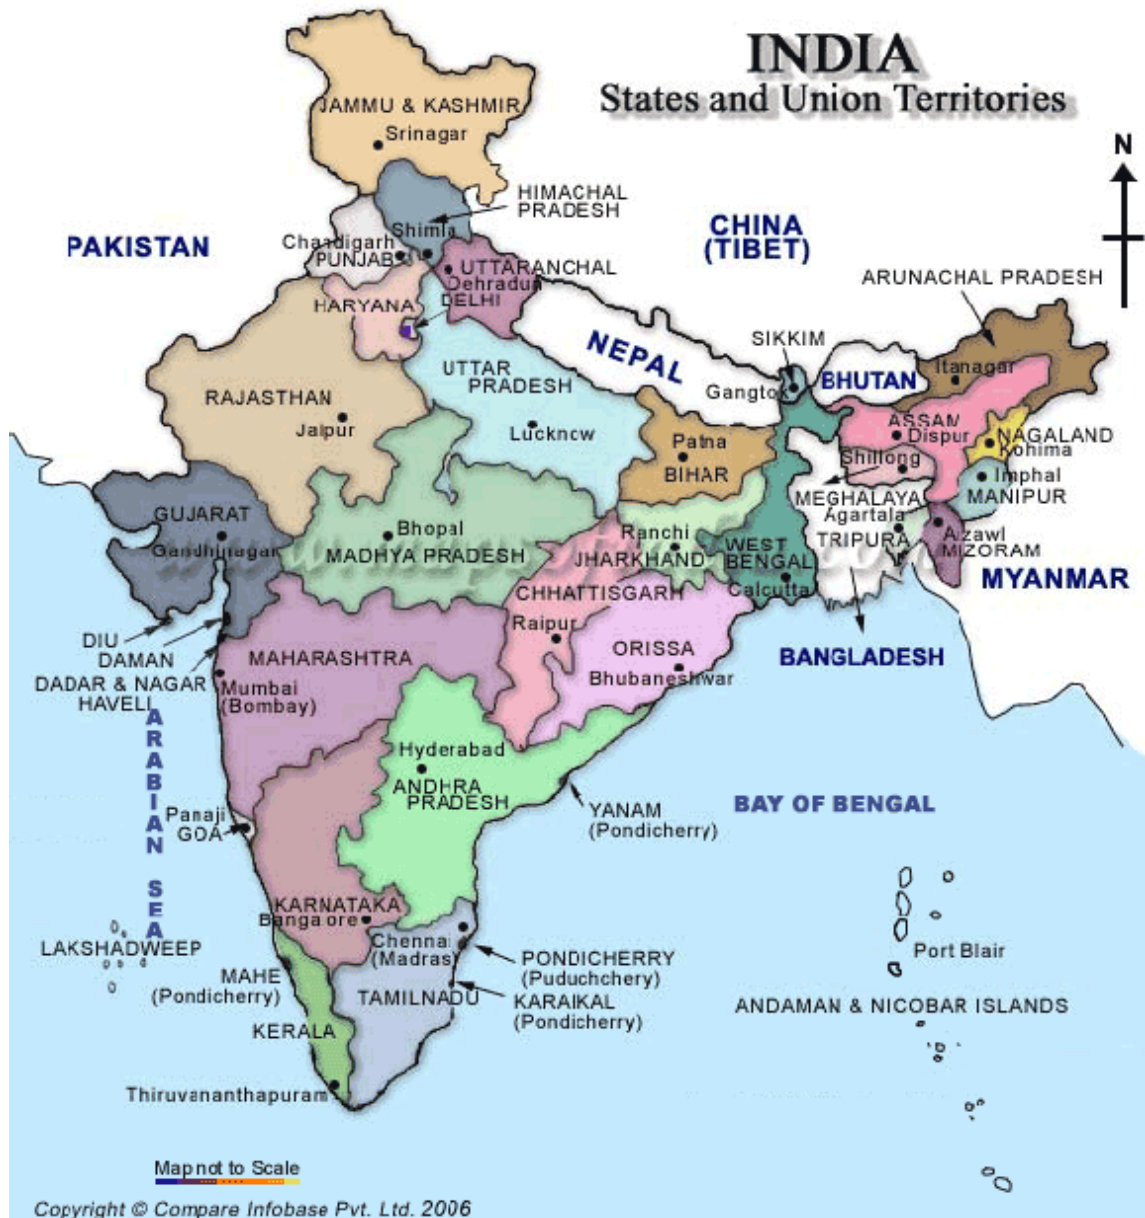 INDIA
States and Union Territories
N
JAMMU & KASHMIR
Srinagar
HIMACHAL
PRADESH
PAKISTAN
CHINA
(TIBET)
Shimla
Chandigarh
PUNJAB
UTTARANCHAL
Dehradun
DELHI
HARYANA
ARUNACHAL PRADESH
SIKKIM
NEPAL
BHUTAN
Itanagar
Gangtok
UTTAR
PRADESH
RAJASTHAN
Jaipur
Lucknow
Patna
BIHAR
ASSAM
Dispur
NAGALAND
Kohima
Shillong
Imphal
MANIPUR
MEGHALAYA
Agartala
TRIPURA
Aizawl
MIZORAM
MYANMAR
GUJARAT
Gandhinagar
Bhopal
MADHYA PRADESH
Ranchi
JHARKHAND
WEST
BENGAL
Calcutta
CHHATTISGARH
Raipur
ORISSA
Bhubaneshwar
BANGLADESH
DIU
DAMAN
DADAR & NAGAR
HAVELI
MAHARASHTRA
Mumbai
(Bombay)
ARABIAN SEA
Hyderabad
ANDHRA
PRADESH
YANAM
(Pondicherry)
BAY OF BENGAL
Panaji
GOA
KARNATAKA
Bangalore
Chennai
(Madras)
LAKSHADWEEP
MAHE
(Pondicherry)
PONDICHERRY
(Puduchchery)
KARAIKAL
(Pondicherry)
TAMILNADU
KERALA
Thiruvananthapuram
Port Blair
ANDAMAN & NICOBAR ISLANDS
Map not to Scale
Copyright © Compare Infobase Pvt. Ltd. 2006